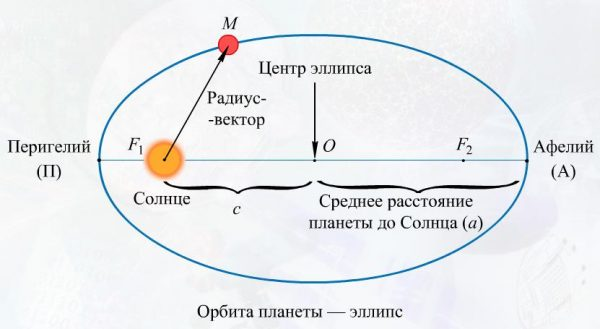 M
Центр эллипса
Радиус-
-вектор
Перигелий
(П)
F1
O
F2
Афелий
(А)
Солнце
c
Среднее расстояние
планеты до Солнца (a)
Орбита планеты — эллипс